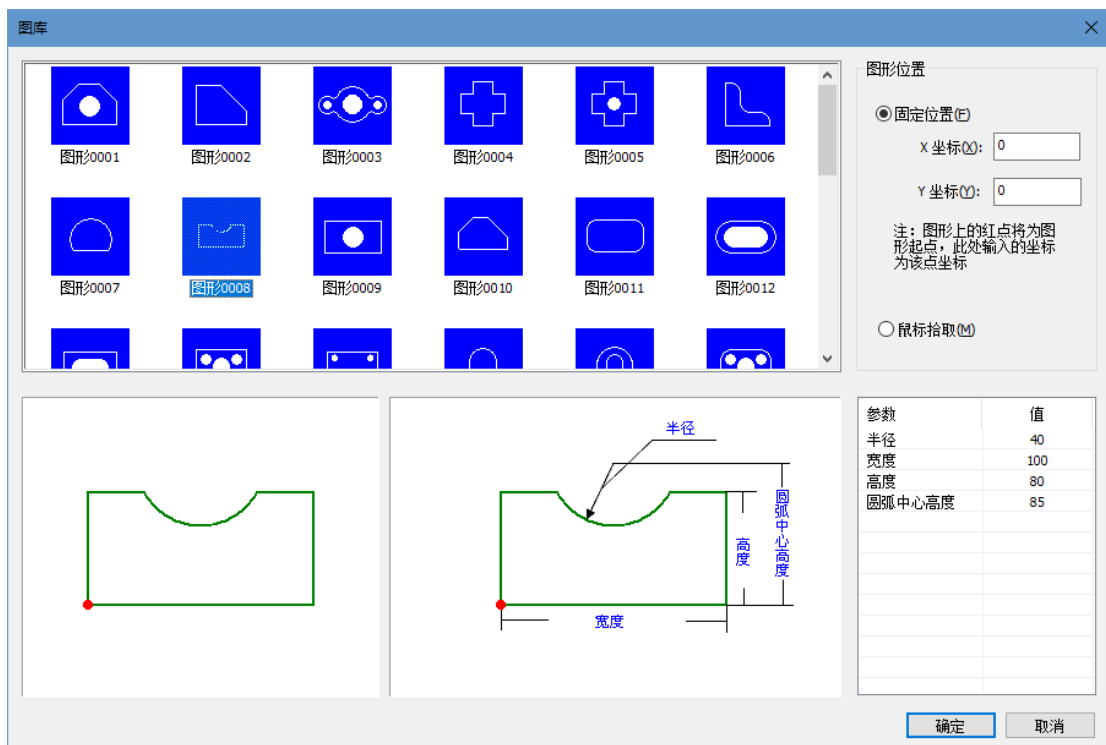 图库
图形0001
图形0002
图形0003
图形0004
图形0005
图形0006
图形0007
图形0008
图形0009
图形0010
图形0011
图形0012
图形位置
固定位置(F)
X 坐标(X): 0
Y 坐标(Y): 0
注：图形上的红点将为图
形起点，此处输入的坐标
为该点坐标
鼠标拾取(M)
半径
圆弧中心高度
高度
宽度
参数 值
半径 40
宽度 100
高度 80
圆弧中心高度 85
确定 取消